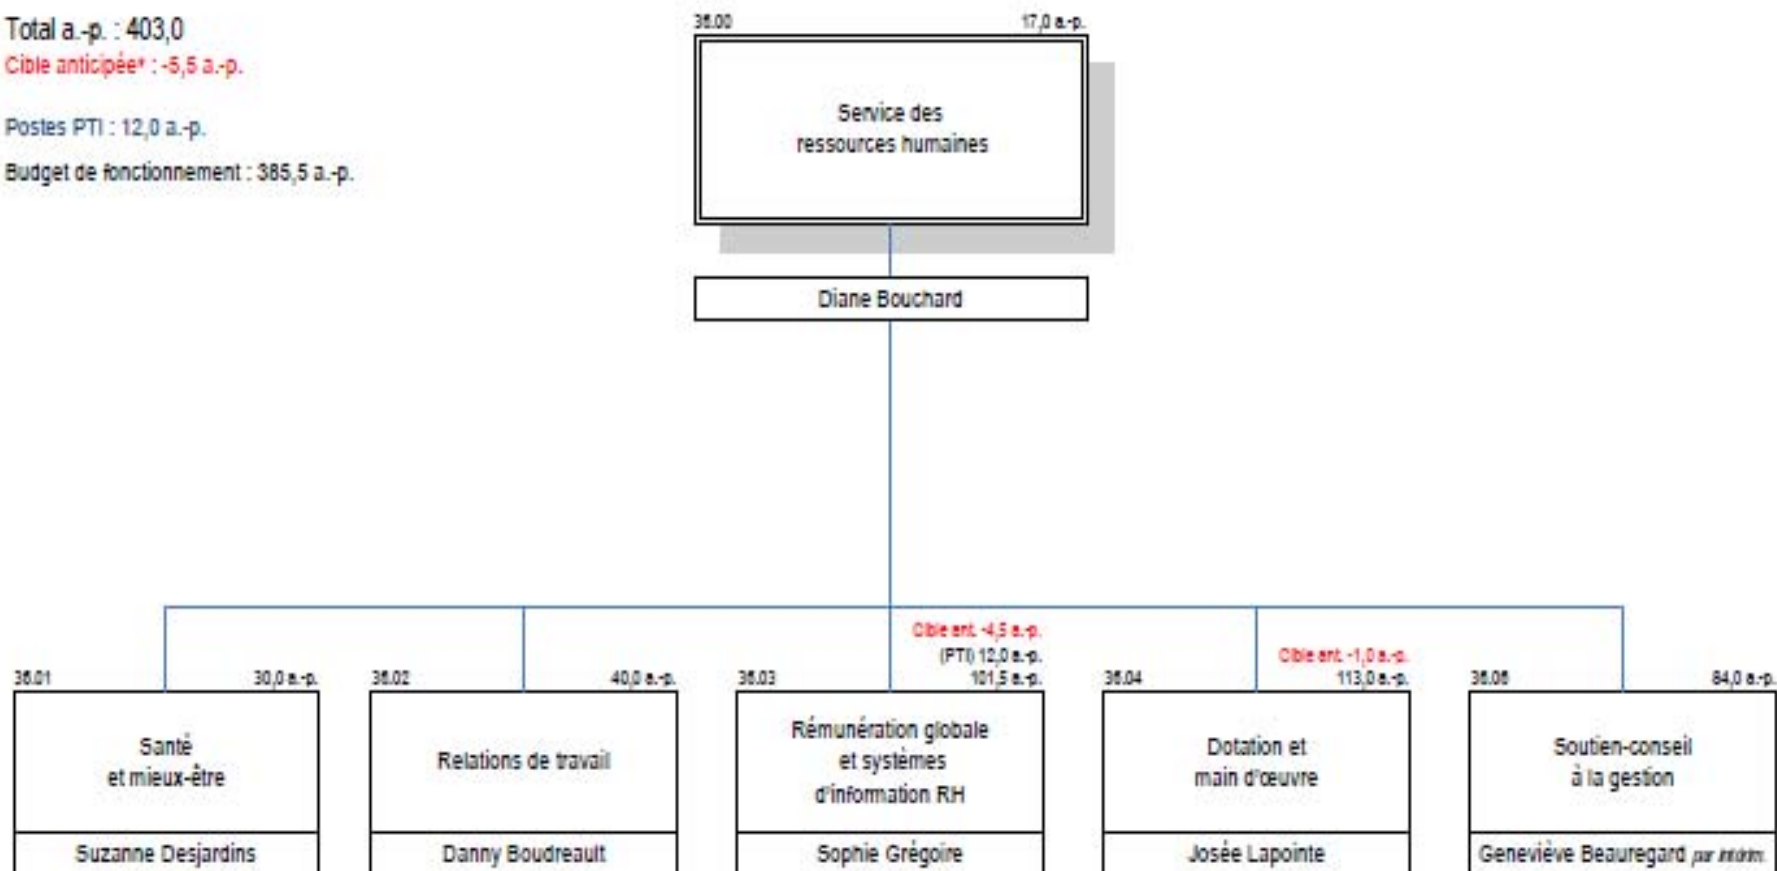 Total a.-p. : 403,0
Cible anticipée* : -5,5 a.-p.
Postes PTI : 12,0 a.-p.
Budget de fonctionnement : 385,5 a.-p.
36.00 17,0 a.-p.
Service des
ressources humaines
Diane Bouchard
36.01 30,0 a.-p.
Santé
et mieux-être
Suzanne Desjardins
36.02 40,0 a.-p.
Relations de travail
Danny Boudreault
Cible ant. -4,5 a.-p.
(PTI) 12,0 a.-p.
36.03 101,5 a.-p.
Rémunération globale
et systèmes
d'information RH
Sophie Grégoire
Cible ant. -1,0 a.-p.
36.04 113,0 a.-p.
Dotation et
main d'œuvre
Josée Lapointe
84,0 a.-p.
Soutien-conseil
à la gestion
Geneviève Beauregard par intérim.